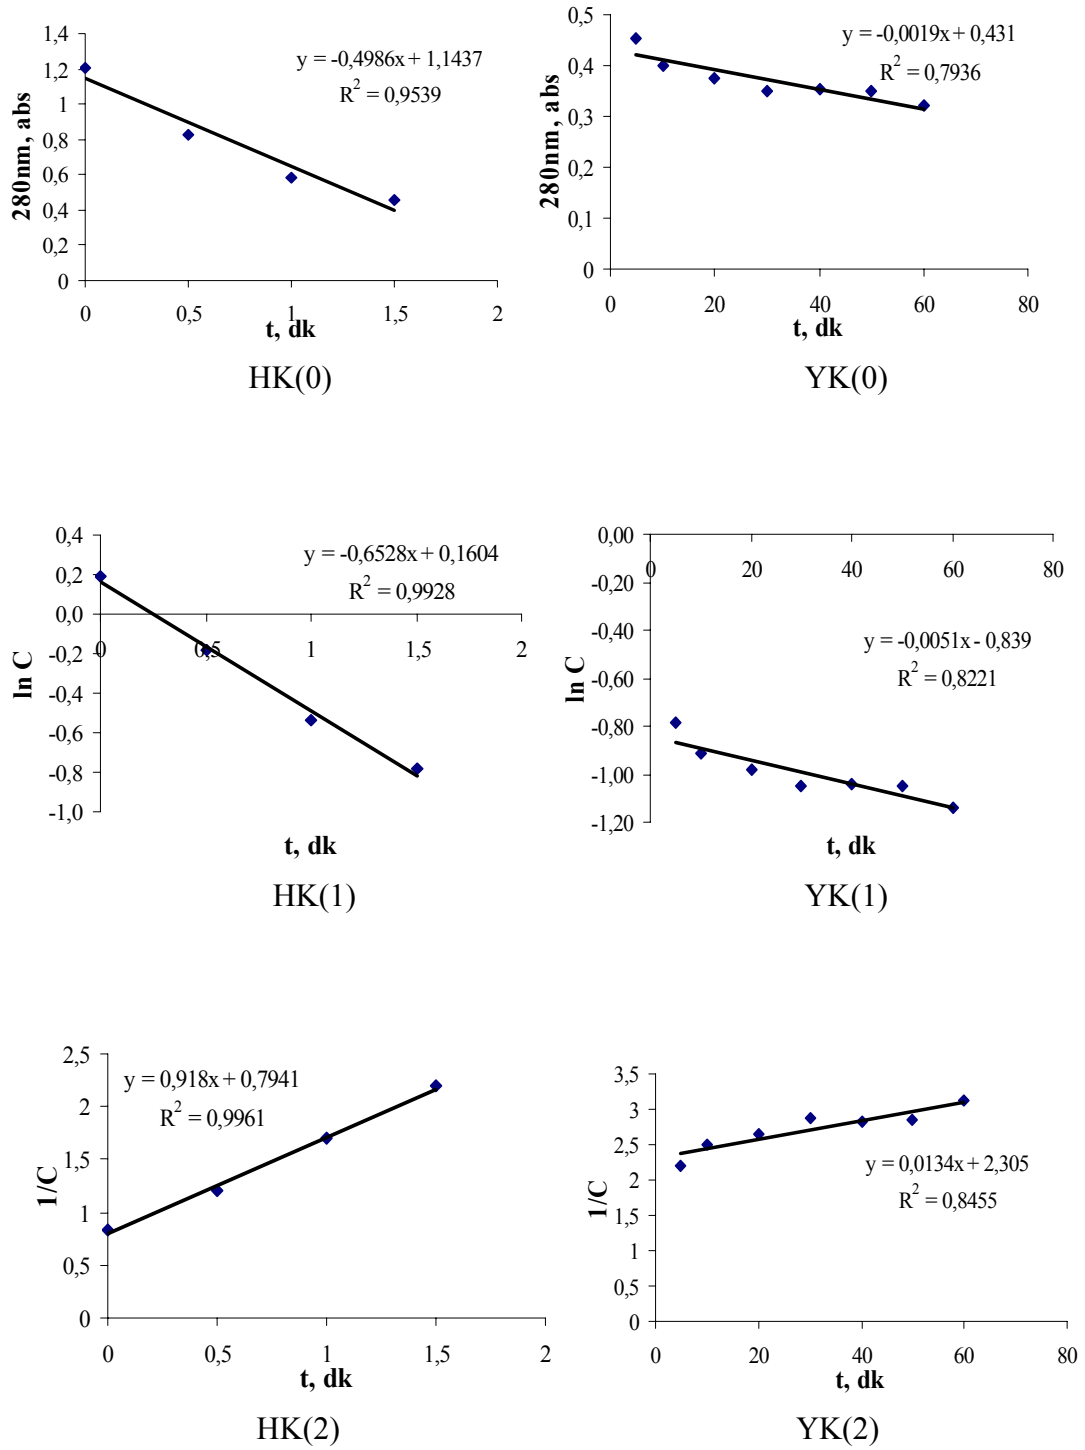 1,4
1,2
1
0,8
0,6
0,4
0,2
0
0
0,5
1
1,5
2
280nm, abs
t, dk
y = -0,4986x + 1,1437
R² = 0,9539
HK(0)
0,5
0,4
0,3
0,2
0,1
0
0
20
40
60
80
280nm, abs
t, dk
y = -0,0019x + 0,431
R² = 0,7936
YK(0)
0,4
0,2
0,0
-0,2
-0,4
-0,6
-0,8
-1,0
0
0,5
1
1,5
2
ln C
t, dk
y = -0,6528x + 0,1604
R² = 0,9928
HK(1)
0,00
-0,20
-0,40
-0,60
-0,80
-1,00
-1,20
0
20
40
60
80
ln C
t, dk
y = -0,0051x - 0,839
R² = 0,8221
YK(1)
2,5
2
1,5
1
0,5
0
0
0,5
1
1,5
2
1/C
t, dk
y = 0,918x + 0,7941
R² = 0,9961
HK(2)
3,5
3
2,5
2
1,5
1
0,5
0
0
20
40
60
80
1/C
t, dk
y = 0,0134x + 2,305
R² = 0,8455
YK(2)